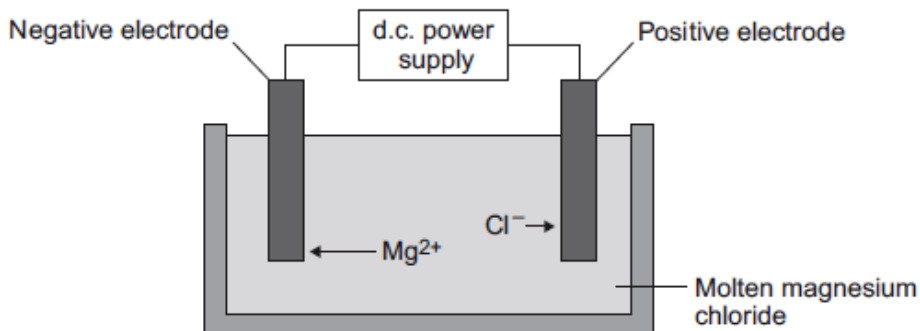 Negative electrode
d.c. power
supply
Positive electrode
Cl⁻
Mg²⁺
Molten magnesium
chloride